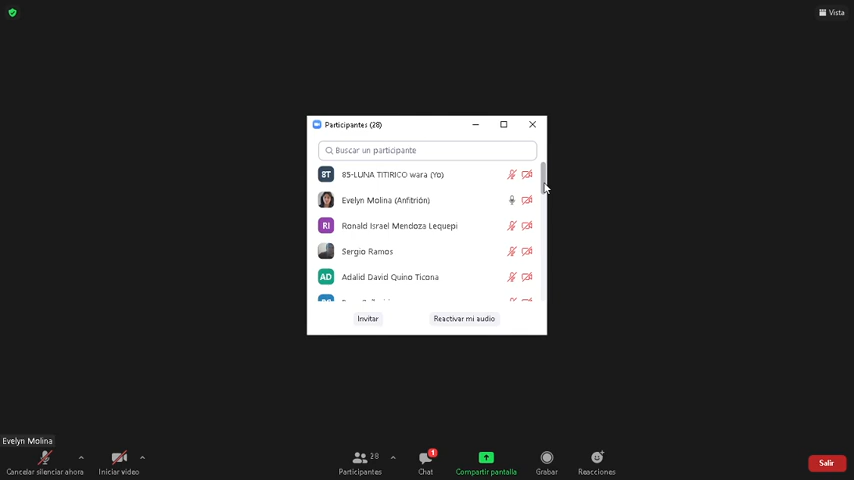 Vista
Participantes (28)
Buscar un participante
8T 85-LUNA TITIRICO wara (Yo)
Evelyn Molina (Anfitrión)
RI Ronald Israel Mendoza Lequepi
Sergio Ramos
AD Adalid David Quino Ticona
Invitar Reactivar mi audio
Evelyn Molina
28
1
Cancelar silenciar ahora Iniciar video Participantes Chat Compartir pantalla Grabar Reacciones Salir